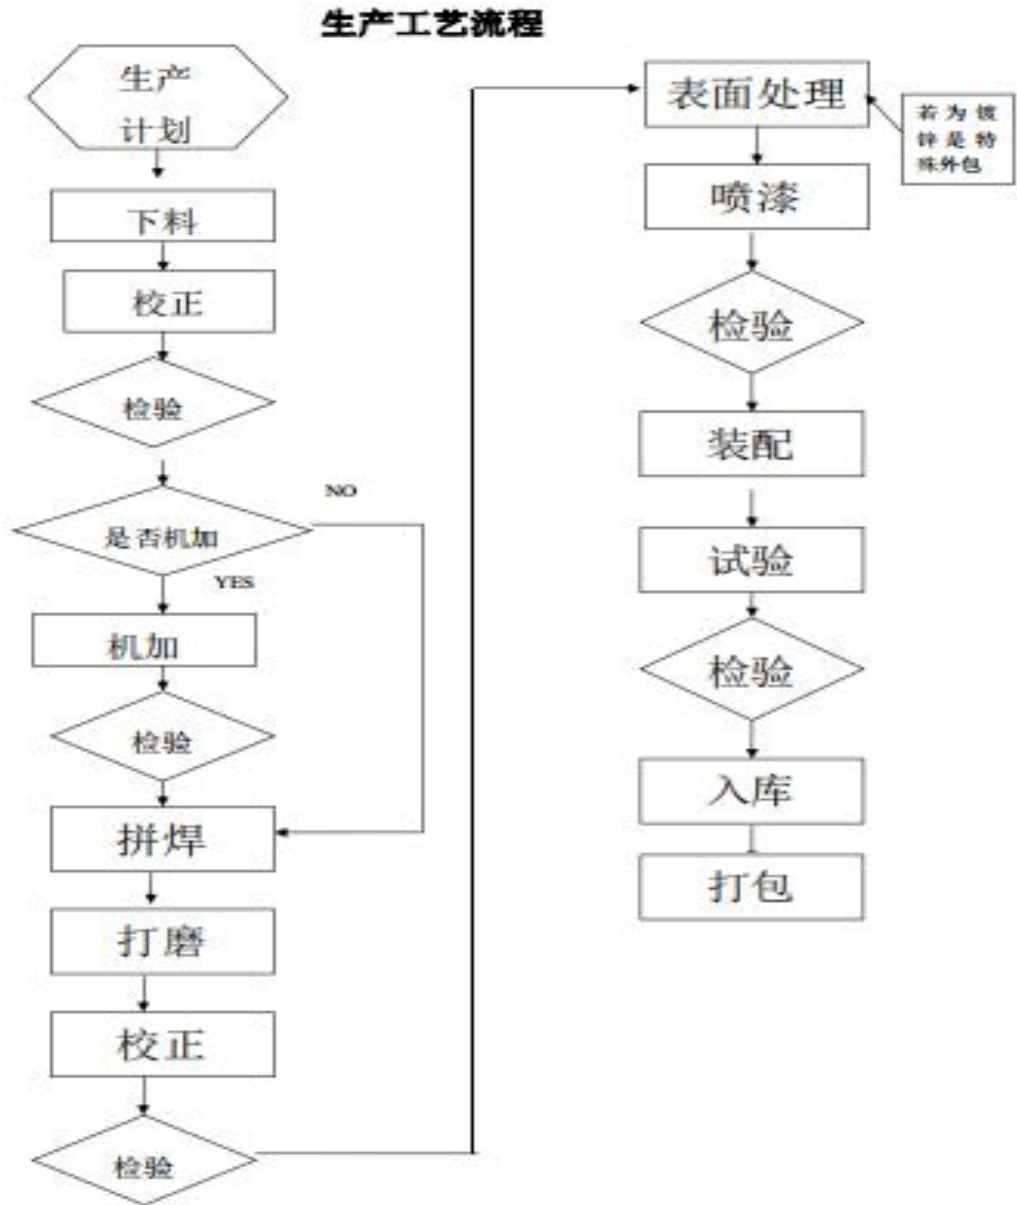 生产工艺流程
生产
计划
下料
校正
检验
是否机加
NO
YES
机加
检验
拼焊
打磨
校正
检验
表面处理
若为镀
锌是特
殊外包
喷漆
检验
装配
试验
检验
入库
打包